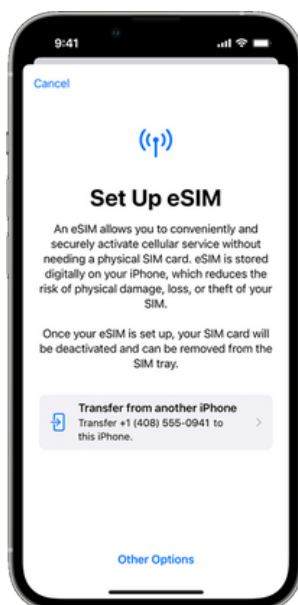 9:41
Cancel
Set Up eSIM
An eSIM allows you to conveniently and
securely activate cellular service without
needing a physical SIM card. eSIM is stored
digitally on your iPhone, which reduces the
risk of physical damage, loss, or theft of your
SIM.
Once your eSIM is set up, your SIM card will
be deactivated and can be removed from the
SIM tray.
Transfer from another iPhone
Transfer +1 (408) 555-0941 to
this iPhone.
Other Options